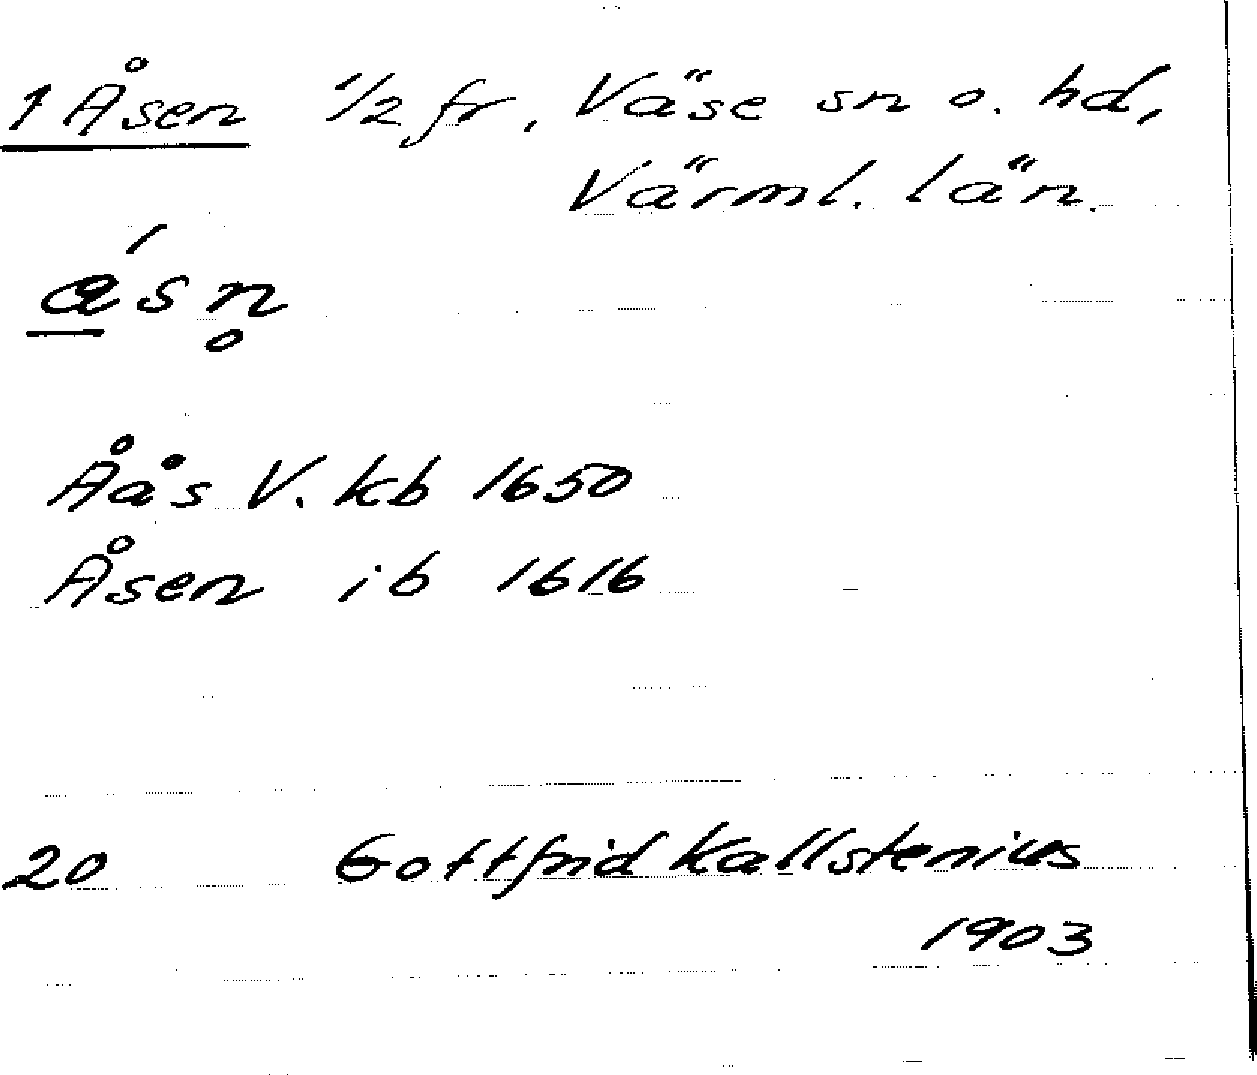 1 Åsen 1/2 fr, Väse sn o. hd,
Värml. län.
á̲sn̥
Åås V. kb 1650
Åsen ib 1616
20 Gottfrid Kallstenius
1903